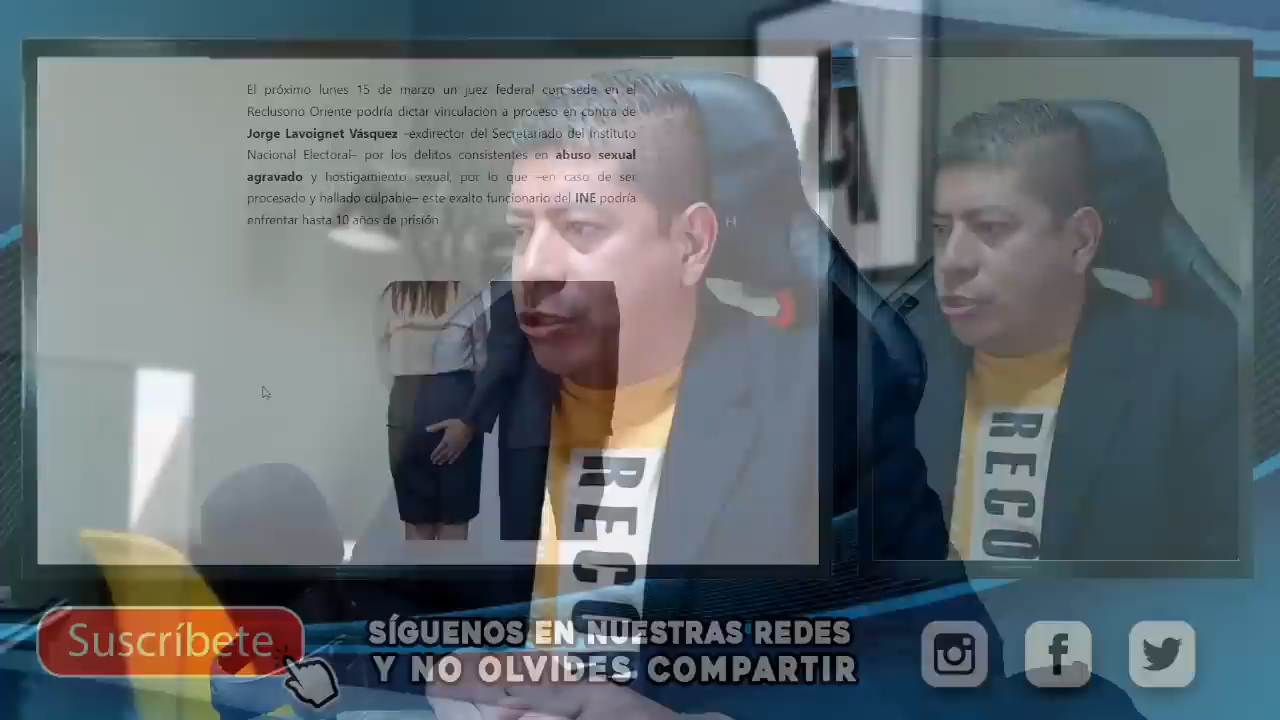 El próximo lunes 15 de marzo un juez federal con sede en el
Reclusorio Oriente podría dictar vinculación a proceso en contra de
Jorge Lavoignet Vásquez –exdirector del Secretariado del Instituto
Nacional Electoral– por los delitos consistentes en abuso sexual
agravado y hostigamiento sexual, por lo que –en caso de ser
procesado y hallado culpable– este exalto funcionario del INE podría
enfrentar hasta 10 años de prisión
RECO
RECO
Suscríbete
SÍGUENOS EN NUESTRAS REDES
Y NO OLVIDES COMPARTIR